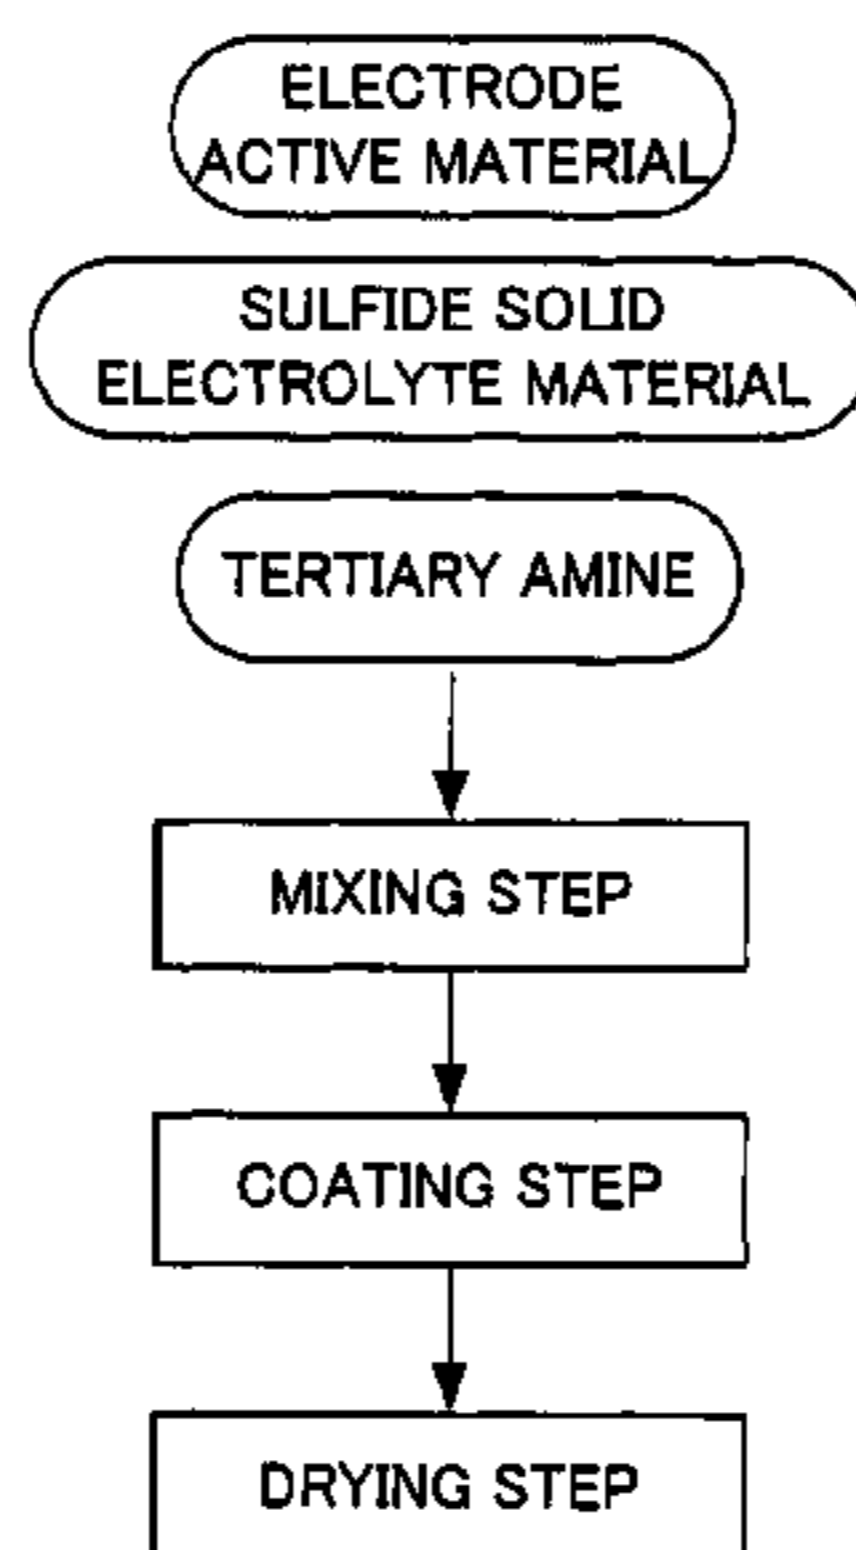 ELECTRODE
ACTIVE MATERIAL
SULFIDE SOLID
ELECTROLYTE MATERIAL
TERTIARY AMINE
MIXING STEP
COATING STEP
DRYING STEP